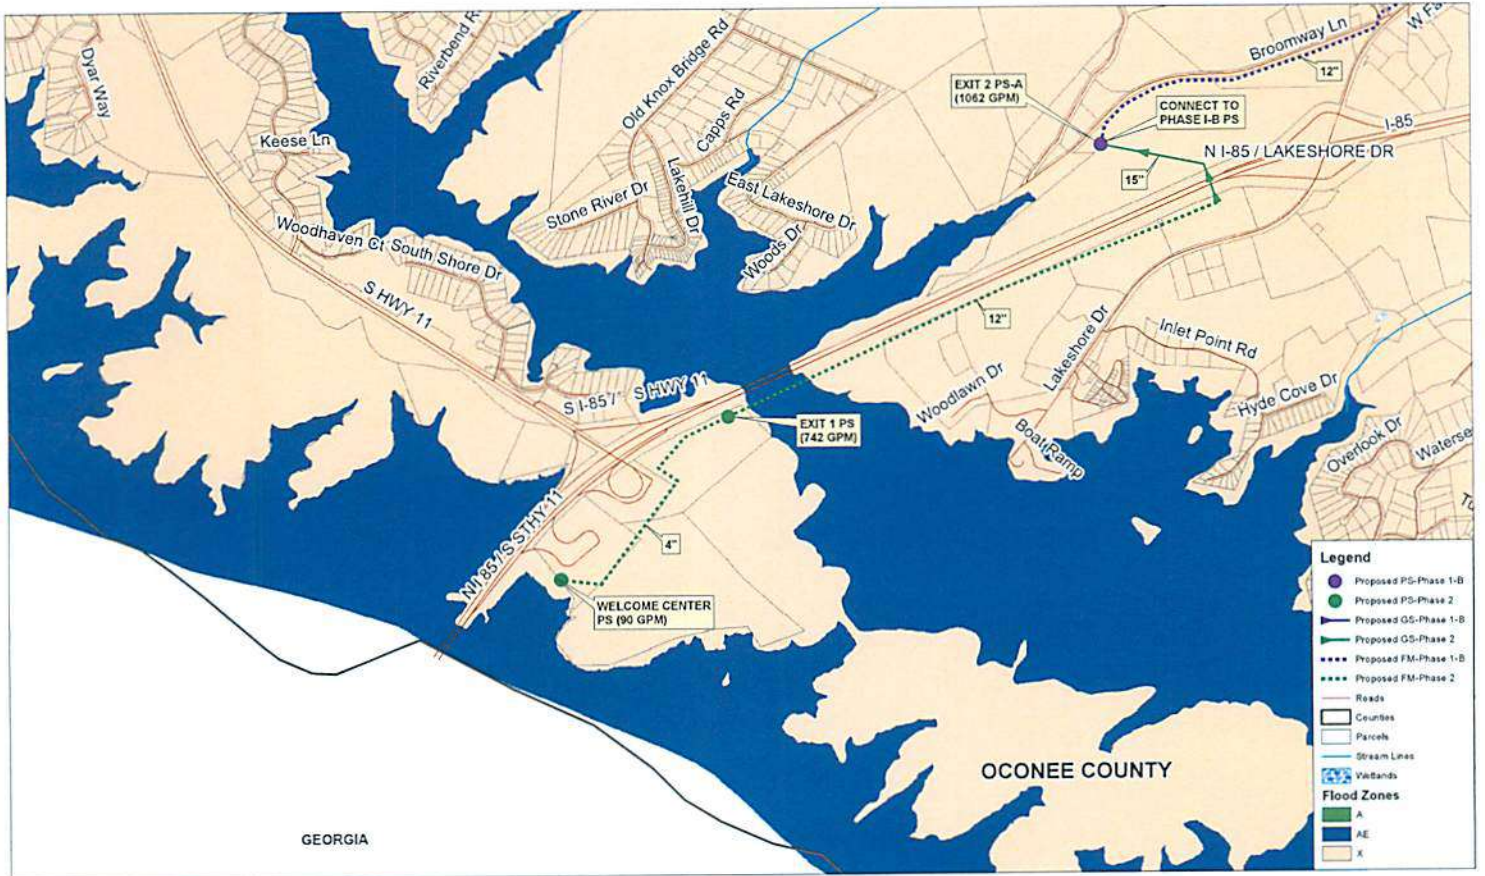 Dyar Way
Riverbend R
Old Knox Bridge Rd
Capps Rd
Keese Ln
Stone River Dr
Lakehill Dr
East Lakeshore Dr
Woods Dr
Woodhaven Ct
South Shore Dr
S HWY 11
EXIT 2 PS-A
(1062 GPM)
Broomway Ln
12"
CONNECT TO
PHASE I-B PS
I-85
N I-85 / LAKESHORE DR
15"
12"
Lakeshore Dr
Inlet Point Rd
Woodlawn Dr
Boat Ramp
Hyde Cove Dr
Overlook Dr
S I-85 / S HWY 11
EXIT 1 PS
(742 GPM)
N I 85 / S STHY 11
4"
WELCOME CENTER
PS (90 GPM)
OCONEE COUNTY
GEORGIA
Legend
Proposed PS-Phase 1-B
Proposed PS-Phase 2
Proposed GS-Phase 1-B
Proposed GS-Phase 2
Proposed FM-Phase 1-B
Proposed FM-Phase 2
Roads
Counties
Parcels
Stream Lines
Wetlands
Flood Zones
A
AE
X